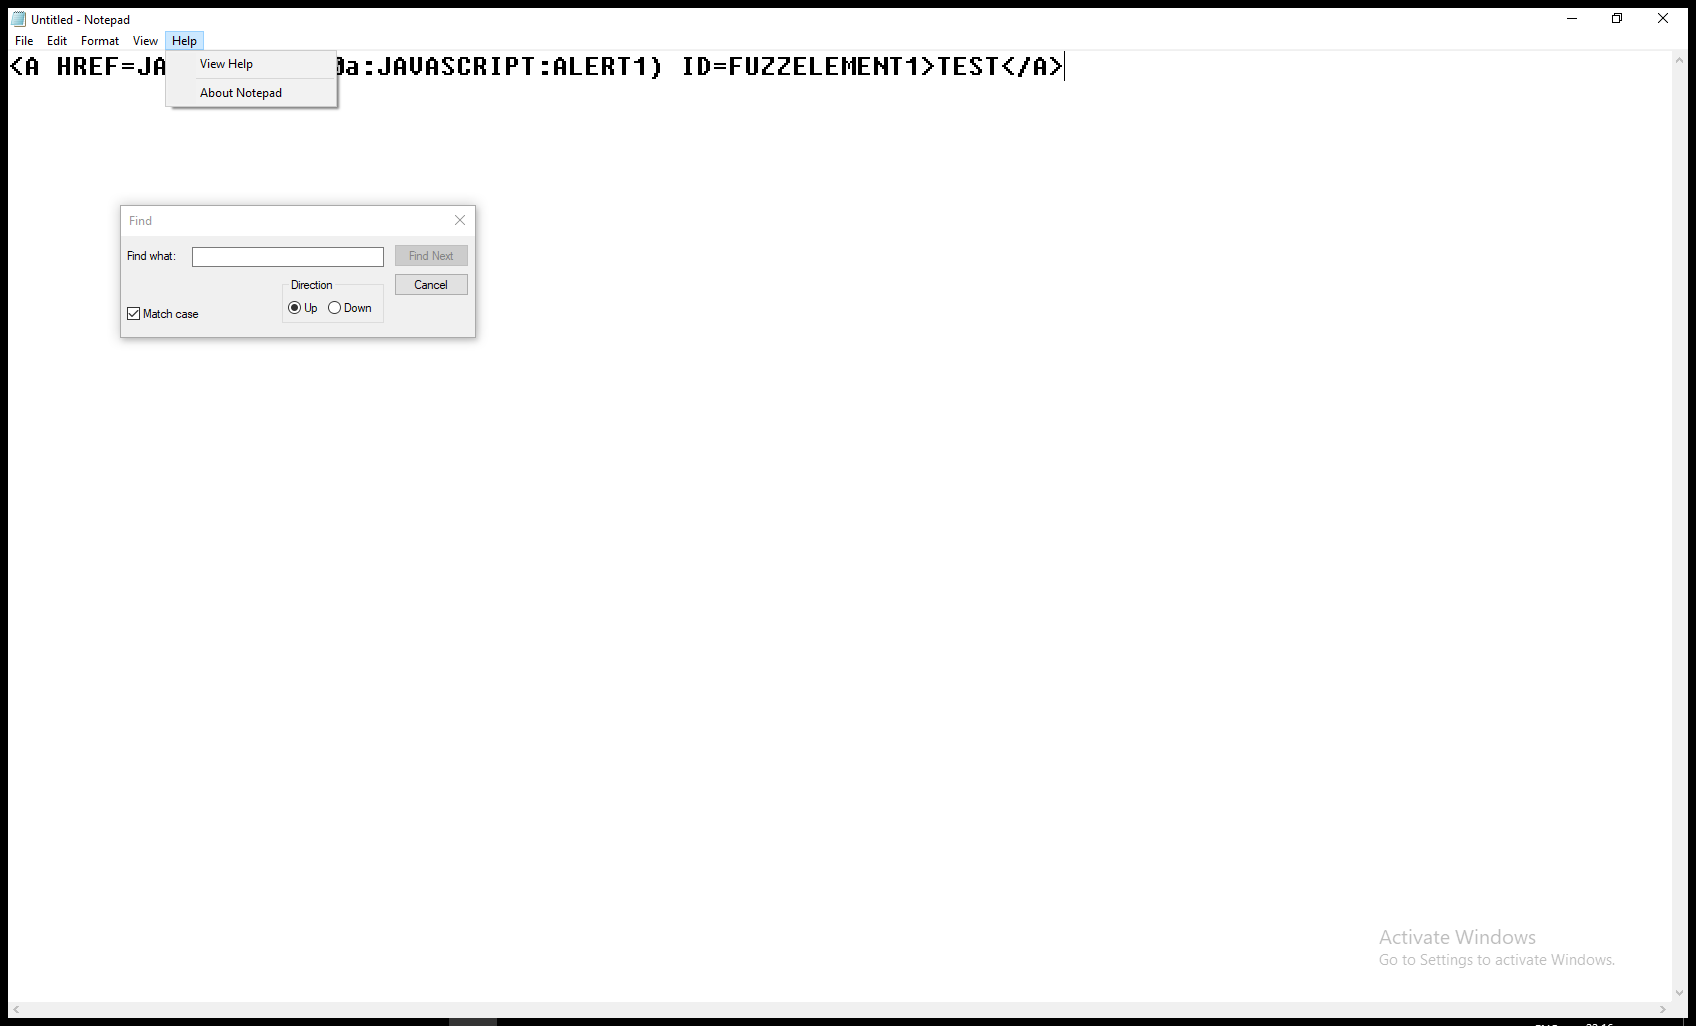 Untitled - Notepad
File Edit Format View Help
<A HREF=JA a:JAVASCRIPT:ALERT1) ID=FUZZELEMENT1>TEST</A>
View Help
About Notepad
Find
Find what: Find Next
Direction Cancel
Up Down
Match case
Activate Windows
Go to Settings to activate Windows.